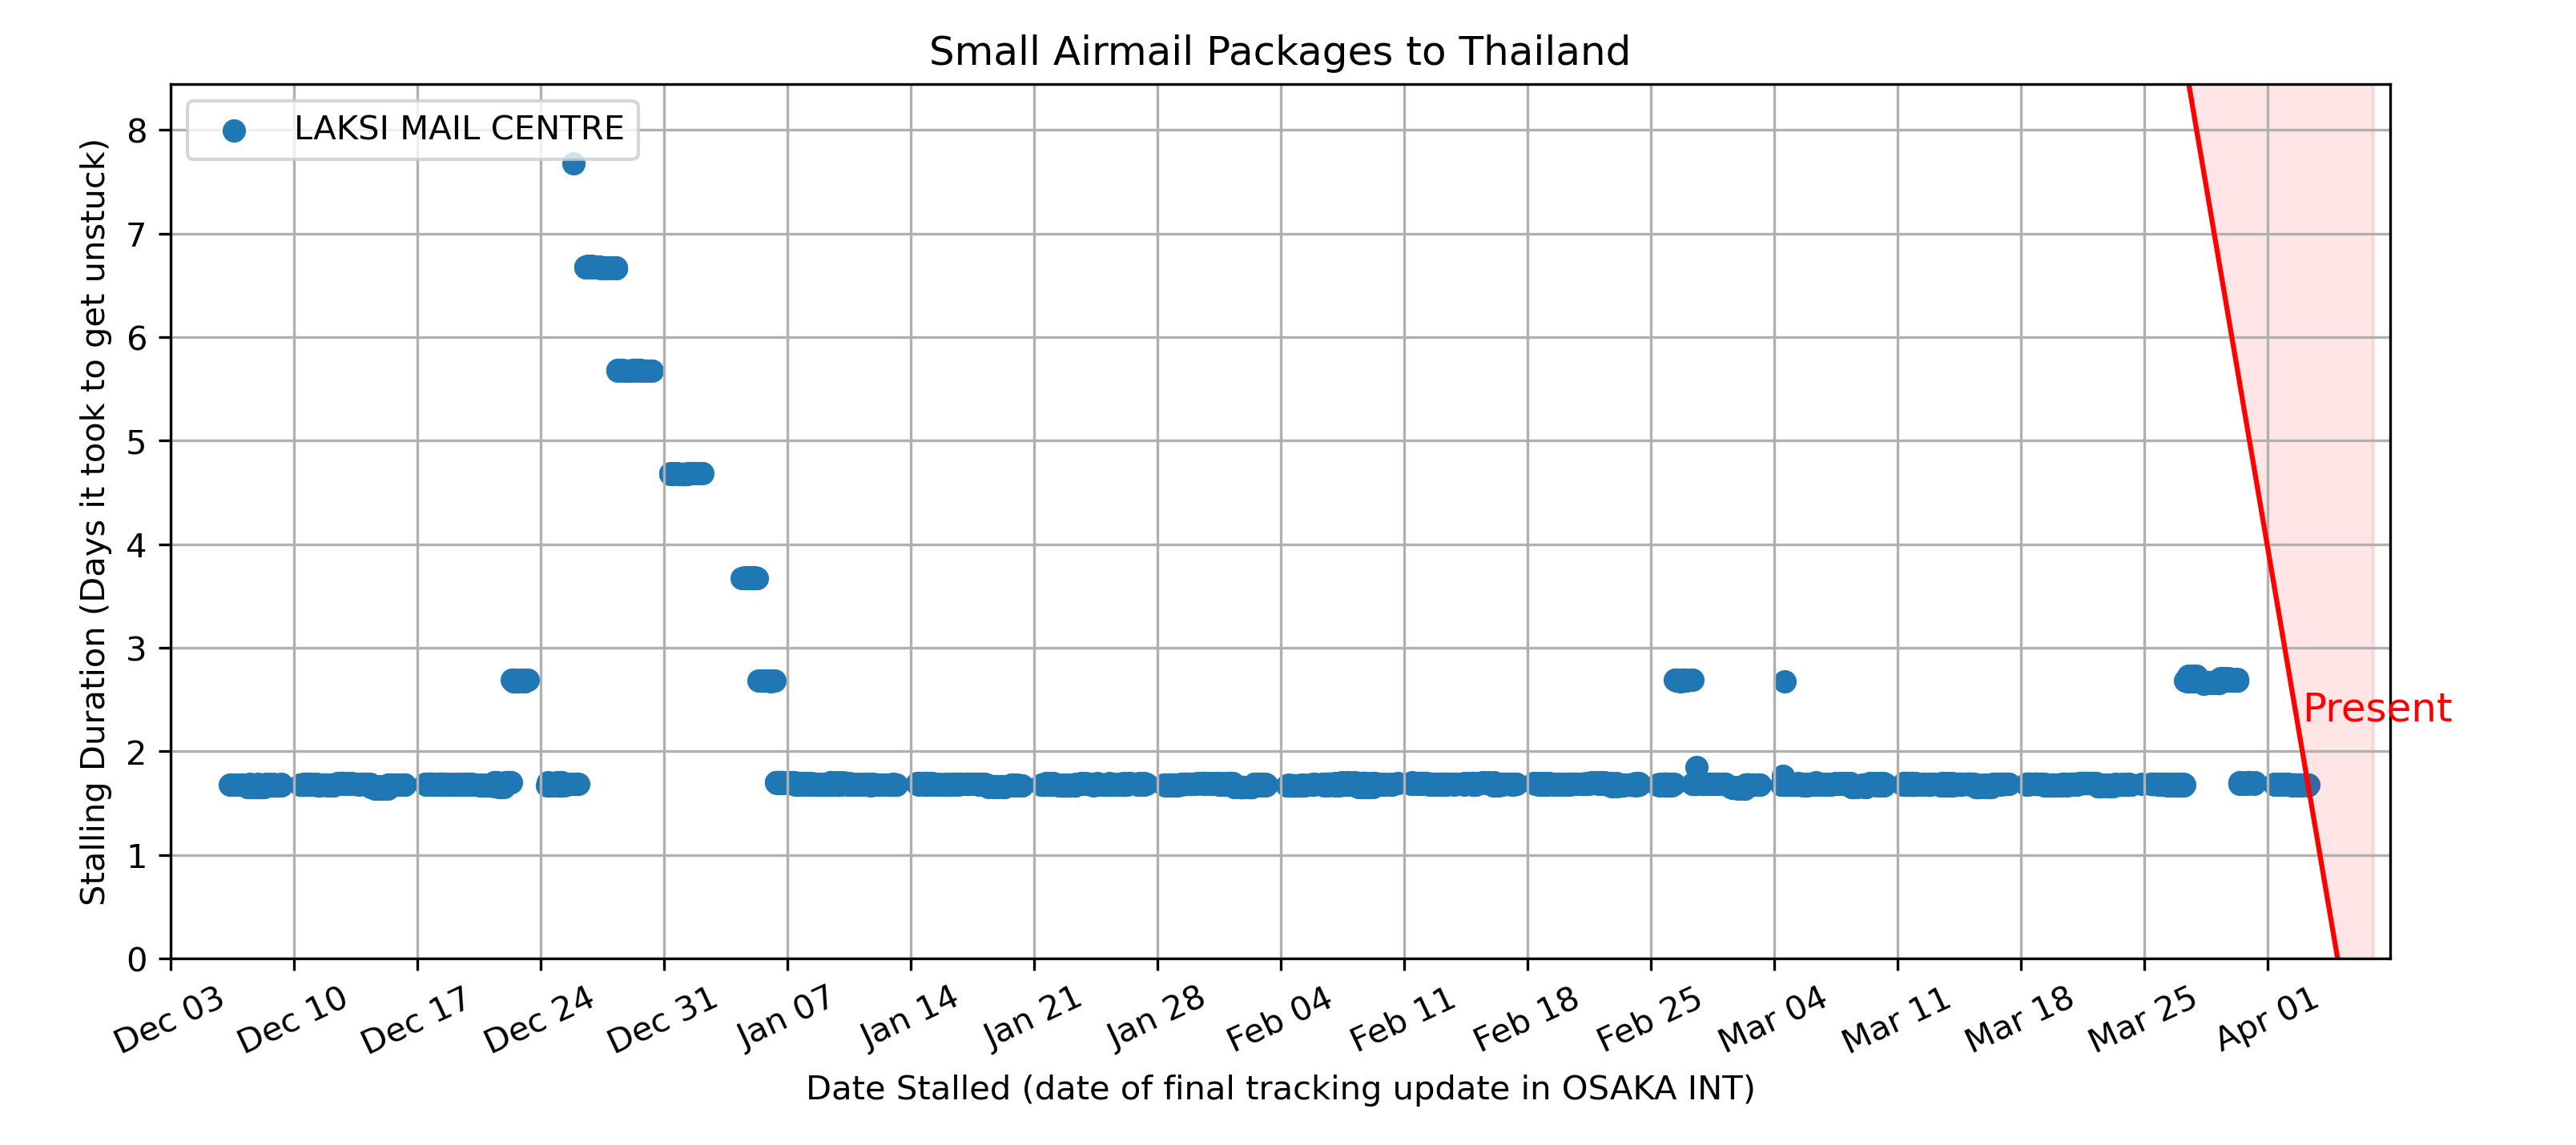 Small Airmail Packages to Thailand
LAKSI MAIL CENTRE
Stalling Duration (Days it took to get unstuck)
8
7
6
5
4
3
2
1
0
Present
Dec 03
Dec 10
Dec 17
Dec 24
Dec 31
Jan 07
Jan 14
Jan 21
Jan 28
Feb 04
Feb 11
Feb 18
Feb 25
Mar 04
Mar 11
Mar 18
Mar 25
Apr 01
Date Stalled (date of final tracking update in OSAKA INT)